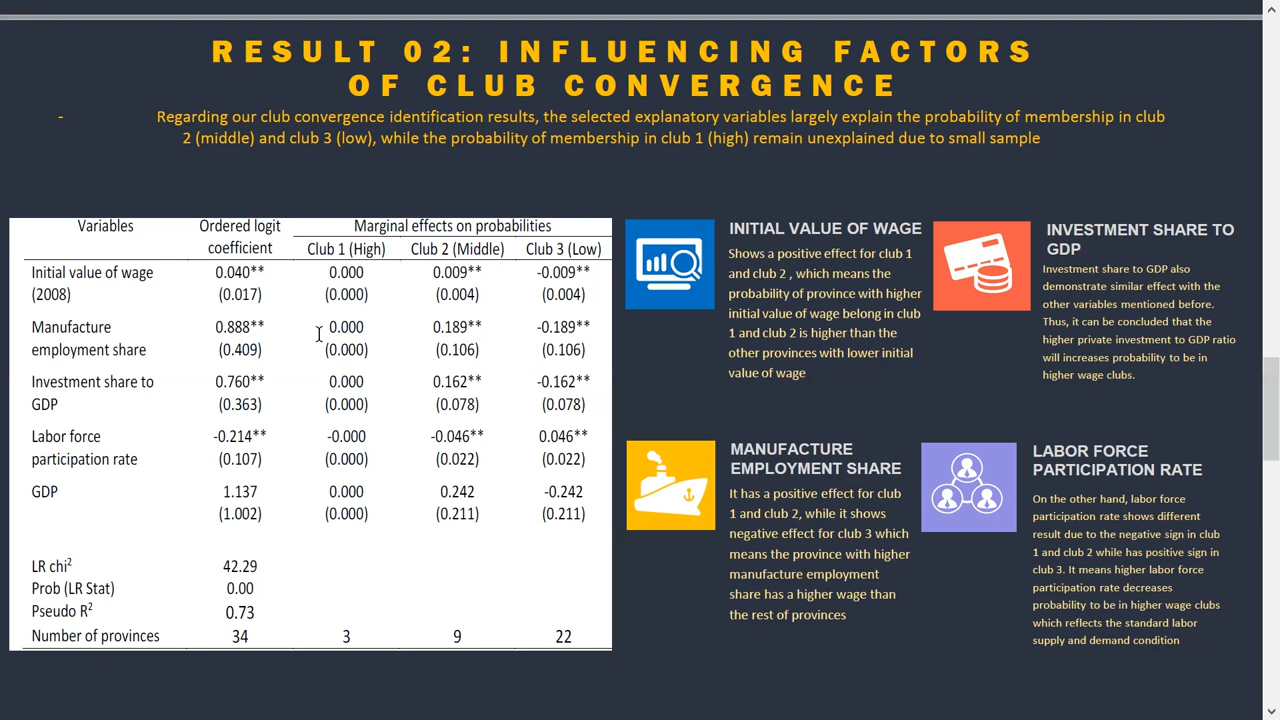 RESULT 02: INFLUENCING FACTORS
OF CLUB CONVERGENCE
- Regarding our club convergence identification results, the selected explanatory variables largely explain the probability of membership in club
2 (middle) and club 3 (low), while the probability of membership in club 1 (high) remain unexplained due to small sample
Variables Ordered logit Marginal effects on probabilities
coefficient Club 1 (High) Club 2 (Middle) Club 3 (Low)
Initial value of wage 0.040** 0.000 0.009** -0.009**
(2008) (0.017) (0.000) (0.004) (0.004)
Manufacture 0.888** 0.000 0.189** -0.189**
employment share (0.409) (0.000) (0.106) (0.106)
Investment share to 0.760** 0.000 0.162** -0.162**
GDP (0.363) (0.000) (0.078) (0.078)
Labor force -0.214** -0.000 -0.046** 0.046**
participation rate (0.107) (0.000) (0.022) (0.022)
GDP 1.137 0.000 0.242 -0.242
(1.002) (0.000) (0.211) (0.211)
LR chi² 42.29
Prob (LR Stat) 0.00
Pseudo R² 0.73
Number of provinces 34 3 9 22
INITIAL VALUE OF WAGE
Shows a positive effect for club 1
and club 2 , which means the
probability of province with higher
initial value of wage belong in club
1 and club 2 is higher than the
other provinces with lower initial
value of wage
INVESTMENT SHARE TO
GDP
Investment share to GDP also
demonstrate similar effect with the
other variables mentioned before.
Thus, it can be concluded that the
higher private investment to GDP ratio
will increases probability to be in
higher wage clubs.
MANUFACTURE
EMPLOYMENT SHARE
It has a positive effect for club
1 and club 2, while it shows
negative effect for club 3 which
means the province with higher
manufacture employment
share has a higher wage than
the rest of provinces
LABOR FORCE
PARTICIPATION RATE
On the other hand, labor force
participation rate shows different
result due to the negative sign in club
1 and club 2 while has positive sign in
club 3. It means higher labor force
participation rate decreases
probability to be in higher wage clubs
which reflects the standard labor
supply and demand condition